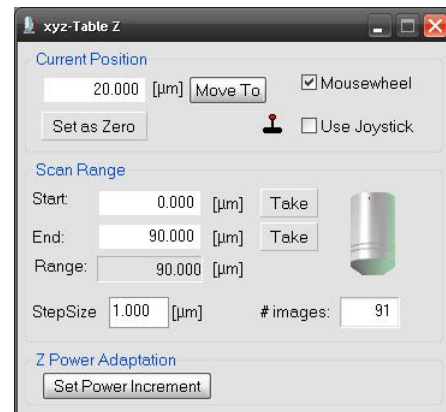 xyz-Table Z
Current Position
20.000 [µm] Move To Mousewheel
Set as Zero Use Joystick
Scan Range
Start: 0.000 [µm] Take
End: 90.000 [µm] Take
Range: 90.000 [µm]
StepSize 1.000 [µm] # images: 91
Z Power Adaptation
Set Power Increment